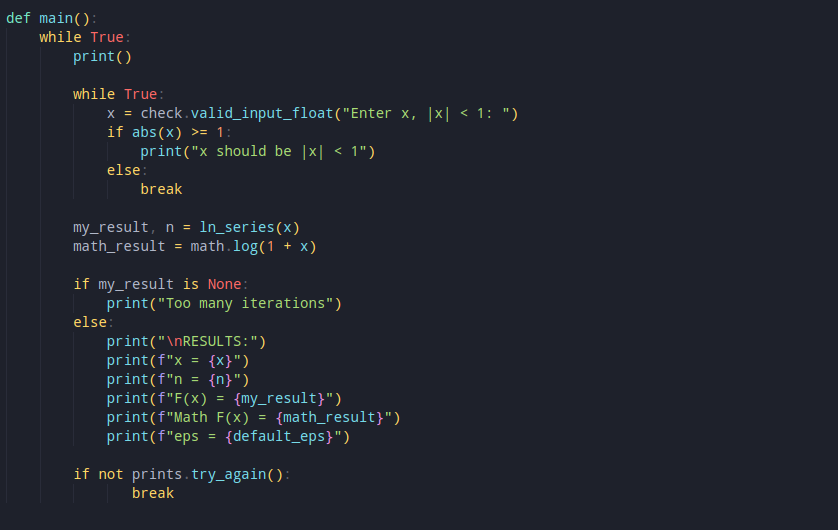 def main():
    while True:
        print()

        while True:
            x = check.valid_input_float("Enter x, |x| < 1: ")
            if abs(x) >= 1:
                print("x should be |x| < 1")
            else:
                break

        my_result, n = ln_series(x)
        math_result = math.log(1 + x)

        if my_result is None:
            print("Too many iterations")
        else:
            print("\nRESULTS:")
            print(f"x = {x}")
            print(f"n = {n}")
            print(f"F(x) = {my_result}")
            print(f"Math F(x) = {math_result}")
            print(f"eps = {default_eps}")

        if not prints.try_again():
               break